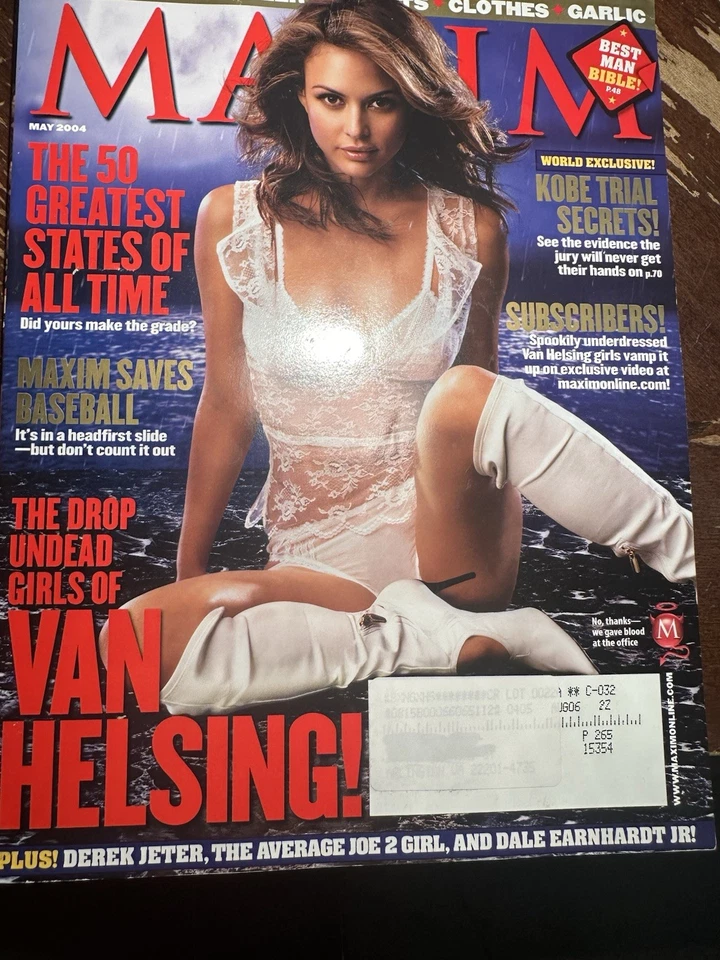 TS + CLOTHES + GARLIC
MAXIM
BEST
MAN
BIBLE!
P.48
MAY 2004
THE 50
GREATEST
STATES OF
ALL TIME
Did yours make the grade?
MAXIM SAVES
BASEBALL
It's in a headfirst slide
—but don't count it out
THE DROP
UNDEAD
GIRLS OF
VAN
HELSING!
WORLD EXCLUSIVE!
KOBE TRIAL
SECRETS!
See the evidence the
jury will never get
their hands on p.70
SUBSCRIBERS!
Spookily underdressed
Van Helsing girls vamp it
up on exclusive video at
maximonline.com!
No, thanks—
we gave blood
at the office
M
WWW.MAXIMONLINE.COM
** C-032
JG06 2Z
P 265
15354
PLUS! DEREK JETER, THE AVERAGE JOE 2 GIRL, AND DALE EARNHARDT JR!